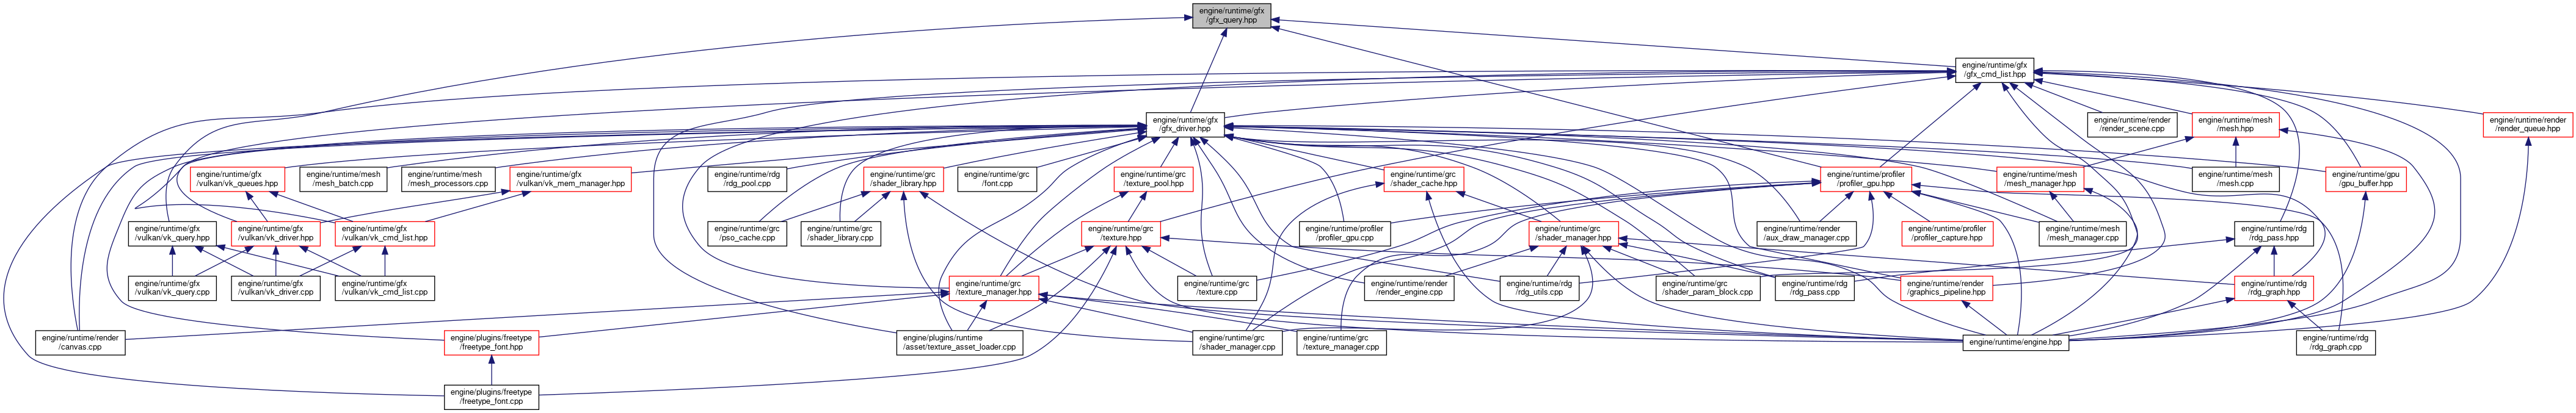 engine/runtime/gfx
/gfx_query.hpp
engine/runtime/gfx
/gfx_cmd_list.hpp
engine/runtime/gfx
/gfx_driver.hpp
engine/runtime/render
/render_scene.cpp
engine/runtime/mesh
/mesh.hpp
engine/runtime/render
/render_queue.hpp
engine/runtime/gfx
/vulkan/vk_queues.hpp
engine/runtime/mesh
/mesh_batch.cpp
engine/runtime/mesh
/mesh_processors.cpp
engine/runtime/gfx
/vulkan/vk_mem_manager.hpp
engine/runtime/rdg
/rdg_pool.cpp
engine/runtime/grc
/shader_library.hpp
engine/runtime/grc
/font.cpp
engine/runtime/grc
/texture_pool.hpp
engine/runtime/grc
/shader_cache.hpp
engine/runtime/profiler
/profiler_gpu.hpp
engine/runtime/mesh
/mesh_manager.hpp
engine/runtime/mesh
/mesh.cpp
engine/runtime/gpu
/gpu_buffer.hpp
engine/runtime/gfx
/vulkan/vk_query.hpp
engine/runtime/gfx
/vulkan/vk_driver.hpp
engine/runtime/gfx
/vulkan/vk_cmd_list.hpp
engine/runtime/grc
/pso_cache.cpp
engine/runtime/grc
/shader_library.cpp
engine/runtime/grc
/texture.hpp
engine/runtime/profiler
/profiler_gpu.cpp
engine/runtime/grc
/shader_manager.hpp
engine/runtime/render
/aux_draw_manager.cpp
engine/runtime/profiler
/profiler_capture.hpp
engine/runtime/mesh
/mesh_manager.cpp
engine/runtime/rdg
/rdg_pass.hpp
engine/runtime/gfx
/vulkan/vk_query.cpp
engine/runtime/gfx
/vulkan/vk_driver.cpp
engine/runtime/gfx
/vulkan/vk_cmd_list.cpp
engine/runtime/grc
/texture_manager.hpp
engine/runtime/grc
/texture.cpp
engine/runtime/render
/render_engine.cpp
engine/runtime/rdg
/rdg_utils.cpp
engine/runtime/grc
/shader_param_block.cpp
engine/runtime/rdg
/rdg_pass.cpp
engine/runtime/render
/graphics_pipeline.hpp
engine/runtime/rdg
/rdg_graph.hpp
engine/runtime/render
/canvas.cpp
engine/plugins/freetype
/freetype_font.hpp
engine/plugins/runtime
/asset/texture_asset_loader.cpp
engine/runtime/grc
/shader_manager.cpp
engine/runtime/grc
/texture_manager.cpp
engine/runtime/engine.hpp
engine/runtime/rdg
/rdg_graph.cpp
engine/plugins/freetype
/freetype_font.cpp